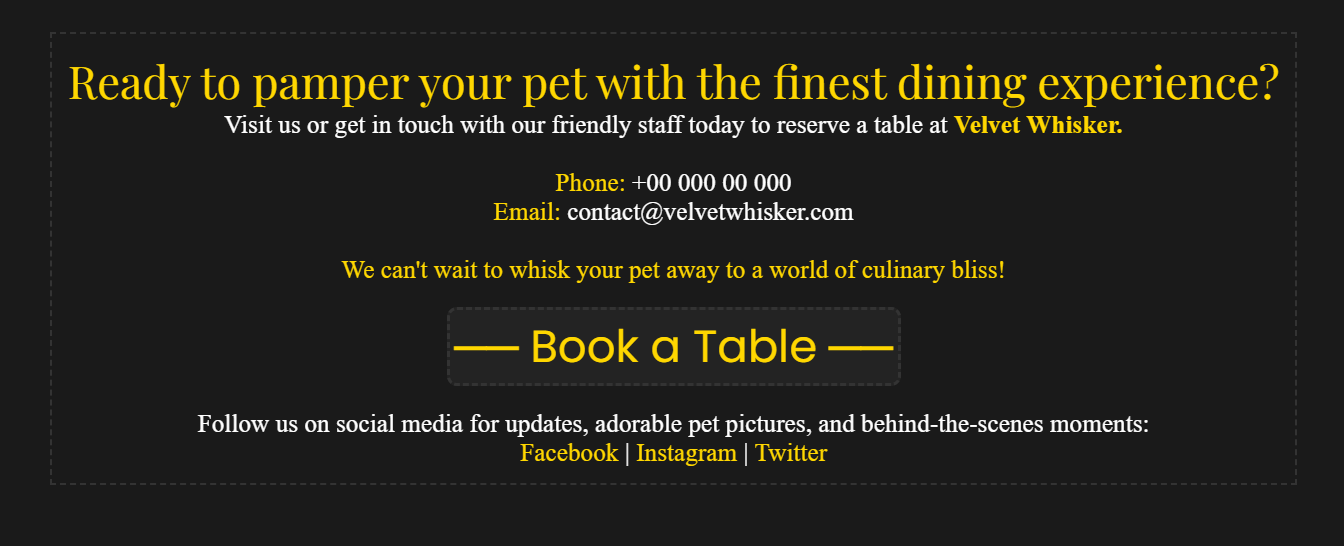 Ready to pamper your pet with the finest dining experience?
Visit us or get in touch with our friendly staff today to reserve a table at Velvet Whisker.
Phone: +00 000 00 000
Email: contact@velvetwhisker.com
We can't wait to whisk your pet away to a world of culinary bliss!
—— Book a Table ——
Follow us on social media for updates, adorable pet pictures, and behind-the-scenes moments:
Facebook | Instagram | Twitter